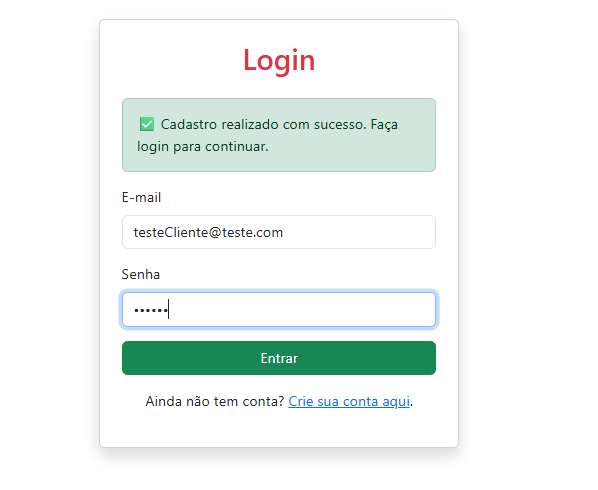 Login
✅ Cadastro realizado com sucesso. Faça
login para continuar.
E-mail
testeCliente@teste.com
Senha
••••••
Entrar
Ainda não tem conta? Crie sua conta aqui.